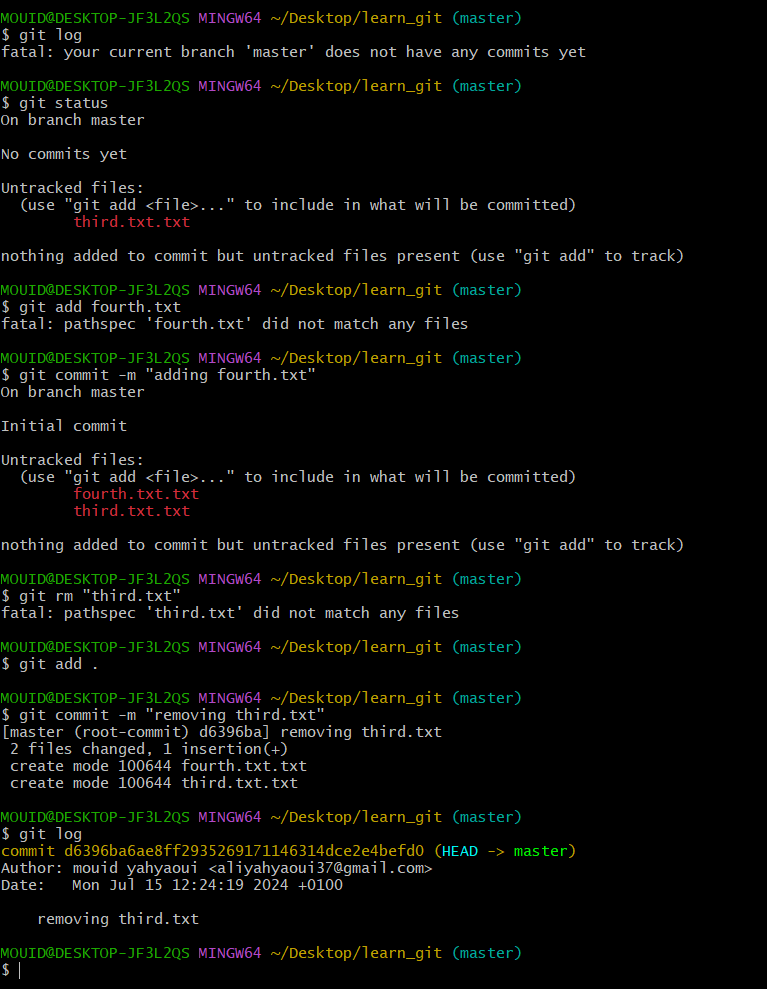 MOUID@DESKTOP-JF3L2QS MINGW64 ~/Desktop/learn_git (master)
$ git log
fatal: your current branch 'master' does not have any commits yet

MOUID@DESKTOP-JF3L2QS MINGW64 ~/Desktop/learn_git (master)
$ git status
On branch master

No commits yet

Untracked files:
  (use "git add <file>..." to include in what will be committed)
        third.txt.txt

nothing added to commit but untracked files present (use "git add" to track)

MOUID@DESKTOP-JF3L2QS MINGW64 ~/Desktop/learn_git (master)
$ git add fourth.txt
fatal: pathspec 'fourth.txt' did not match any files

MOUID@DESKTOP-JF3L2QS MINGW64 ~/Desktop/learn_git (master)
$ git commit -m "adding fourth.txt"
On branch master

Initial commit

Untracked files:
  (use "git add <file>..." to include in what will be committed)
        fourth.txt.txt
        third.txt.txt

nothing added to commit but untracked files present (use "git add" to track)

MOUID@DESKTOP-JF3L2QS MINGW64 ~/Desktop/learn_git (master)
$ git rm "third.txt"
fatal: pathspec 'third.txt' did not match any files

MOUID@DESKTOP-JF3L2QS MINGW64 ~/Desktop/learn_git (master)
$ git add .

MOUID@DESKTOP-JF3L2QS MINGW64 ~/Desktop/learn_git (master)
$ git commit -m "removing third.txt"
[master (root-commit) d6396ba] removing third.txt
 2 files changed, 1 insertion(+)
 create mode 100644 fourth.txt.txt
 create mode 100644 third.txt.txt

MOUID@DESKTOP-JF3L2QS MINGW64 ~/Desktop/learn_git (master)
$ git log
commit d6396ba6ae8ff2935269171146314dce2e4befd0 (HEAD -> master)
Author: mouid yahyaoui <aliyahyaoui37@gmail.com>
Date:   Mon Jul 15 12:24:19 2024 +0100

    removing third.txt

MOUID@DESKTOP-JF3L2QS MINGW64 ~/Desktop/learn_git (master)
$